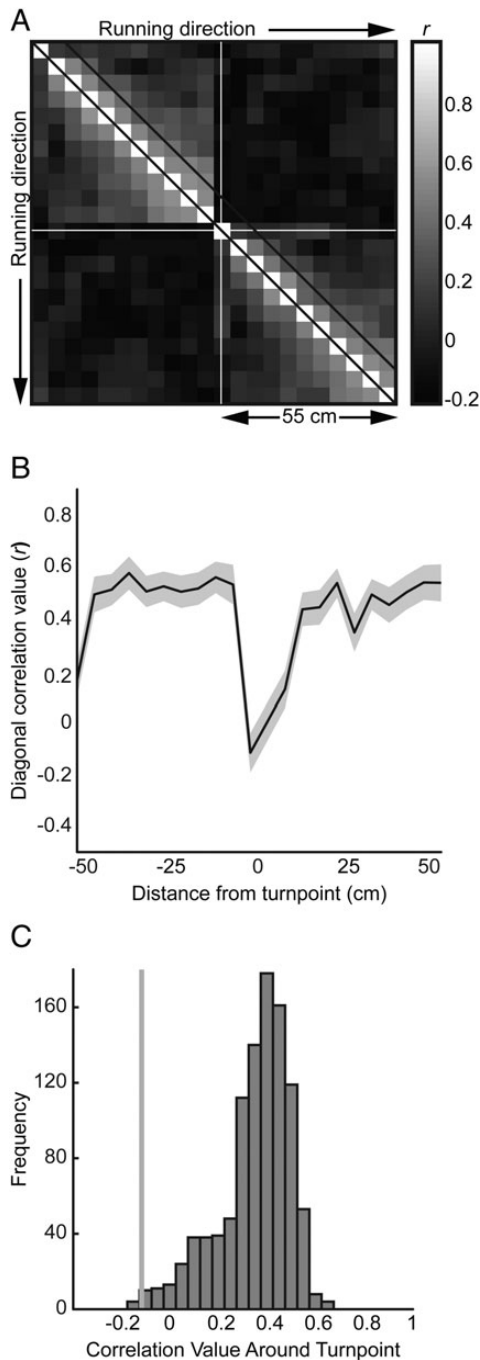 A
Running direction
r
Running direction
0.8
0.6
0.4
0.2
0
-0.2
55 cm
B
Diagonal correlation value (r)
0.8
0.6
0.4
0.2
0
-0.2
-0.4
-50 -25 0 25 50
Distance from turnpoint (cm)
C
Frequency
160
120
80
40
0
-0.2 0 0.2 0.4 0.6 0.8 1
Correlation Value Around Turnpoint